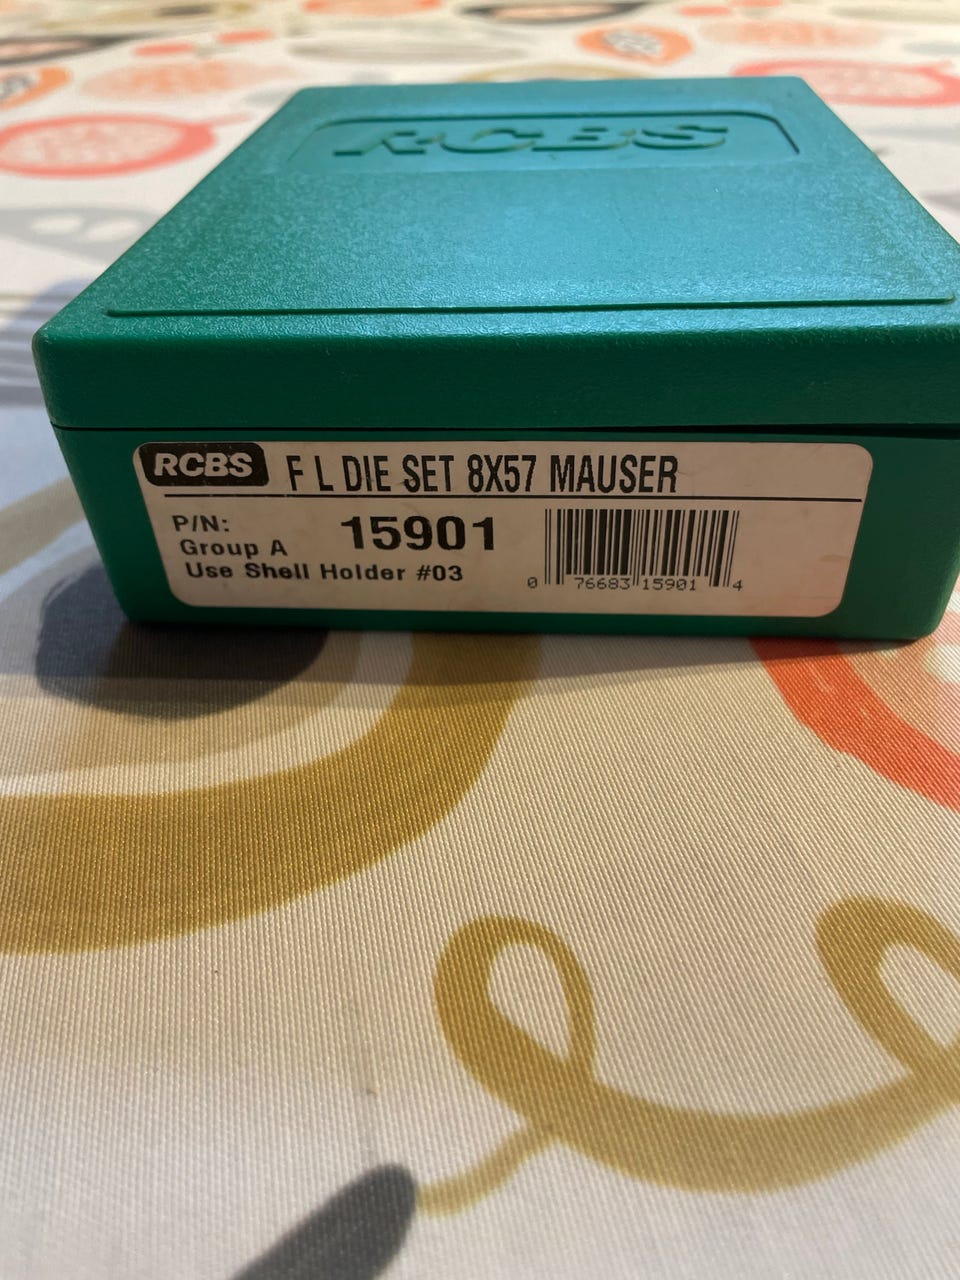 RCBS
RCBS F L DIE SET 8X57 MAUSER
P/N: 15901
Group A
Use Shell Holder #03
0 76683 15901 4